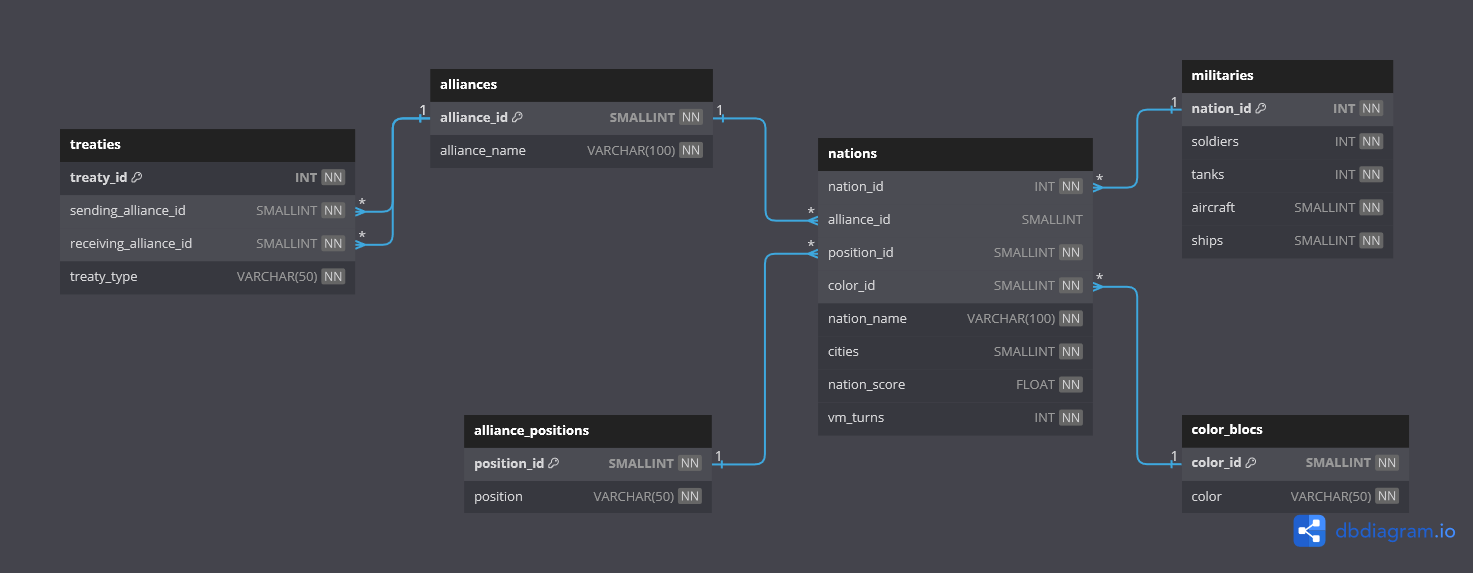 alliances
alliance_id SMALLINT NN
alliance_name VARCHAR(100) NN
1
1
treaties
treaty_id INT NN
sending_alliance_id SMALLINT NN
receiving_alliance_id SMALLINT NN
treaty_type VARCHAR(50) NN
*
*
nations
nation_id INT NN
alliance_id SMALLINT
position_id SMALLINT NN
color_id SMALLINT NN
nation_name VARCHAR(100) NN
cities SMALLINT NN
nation_score FLOAT NN
vm_turns INT NN
*
*
*
*
militaries
nation_id INT NN
soldiers INT NN
tanks INT NN
aircraft SMALLINT NN
ships SMALLINT NN
1
alliance_positions
position_id SMALLINT NN
position VARCHAR(50) NN
1
color_blocs
color_id SMALLINT NN
color VARCHAR(50) NN
1
dbdiagram.io